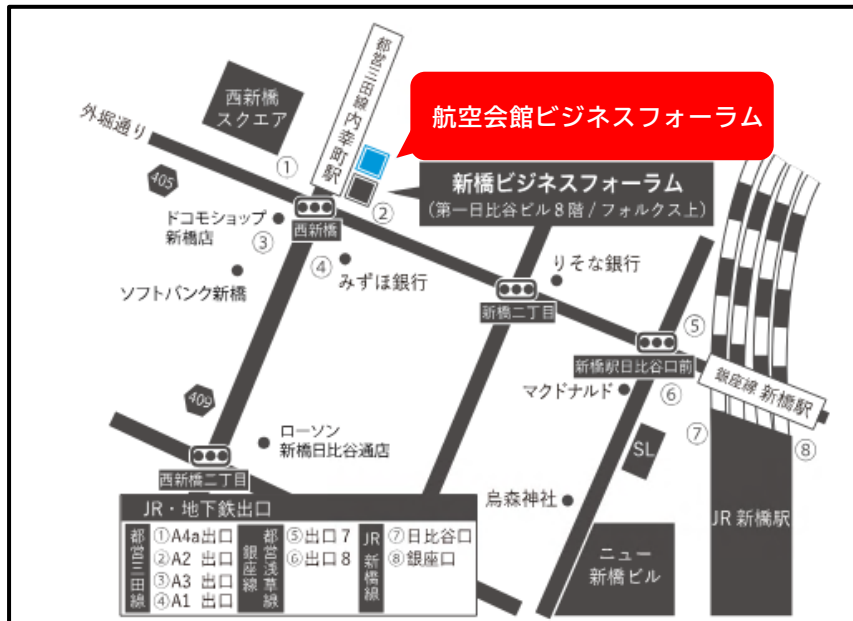 外堀通り
西新橋
スクエア
都営三田線内幸町駅
航空会館ビジネスフォーラム
新橋ビジネスフォーラム
(第一日比谷ビル8階/フォルクス上)
405
①
②
ドコモショップ
新橋店
③
西新橋
④
みずほ銀行
ソフトバンク新橋
りそな銀行
新橋二丁目
⑤
新橋駅日比谷口前
銀座線 新橋駅
マクドナルド
⑥
409
ローソン
新橋日比谷通店
⑦
⑧
SL
西新橋二丁目
烏森神社
JR 新橋駅
ニュー
新橋ビル
JR・地下鉄出口
都営三田線
①A4a出口
②A2 出口
③A3 出口
④A1 出口
銀座線
都営浅草線
⑤出口7
⑥出口8
JR新橋線
⑦日比谷口
⑧銀座口